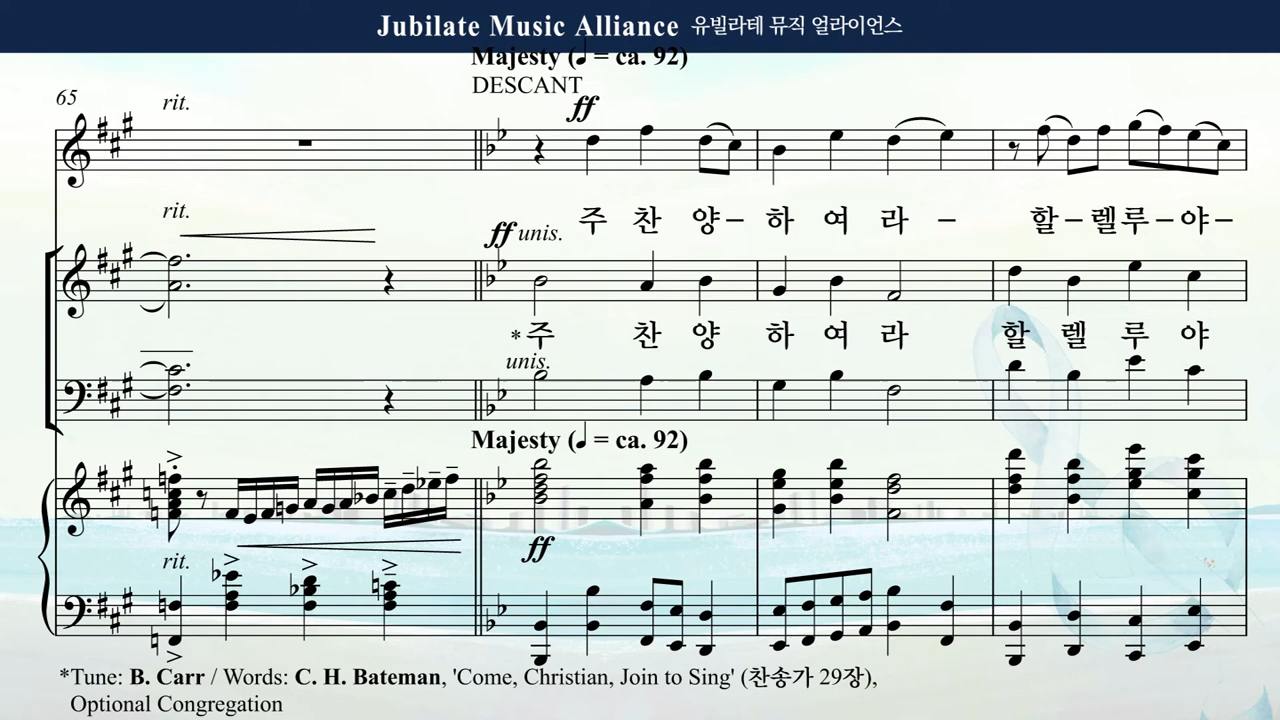 Jubilate Music Alliance 유빌라테 뮤직 얼라이언스
Majesty (♩ = ca. 92)
DESCANT
65
rit.
ff
rit.
주 찬 양– 하 여 라 – 할–렐루–야–
ff unis.
*주 찬 양 하 여 라 할 렐 루 야
unis.
Majesty (♩ = ca. 92)
ff
rit.
*Tune: B. Carr / Words: C. H. Bateman, 'Come, Christian, Join to Sing' (찬송가 29장),
Optional Congregation